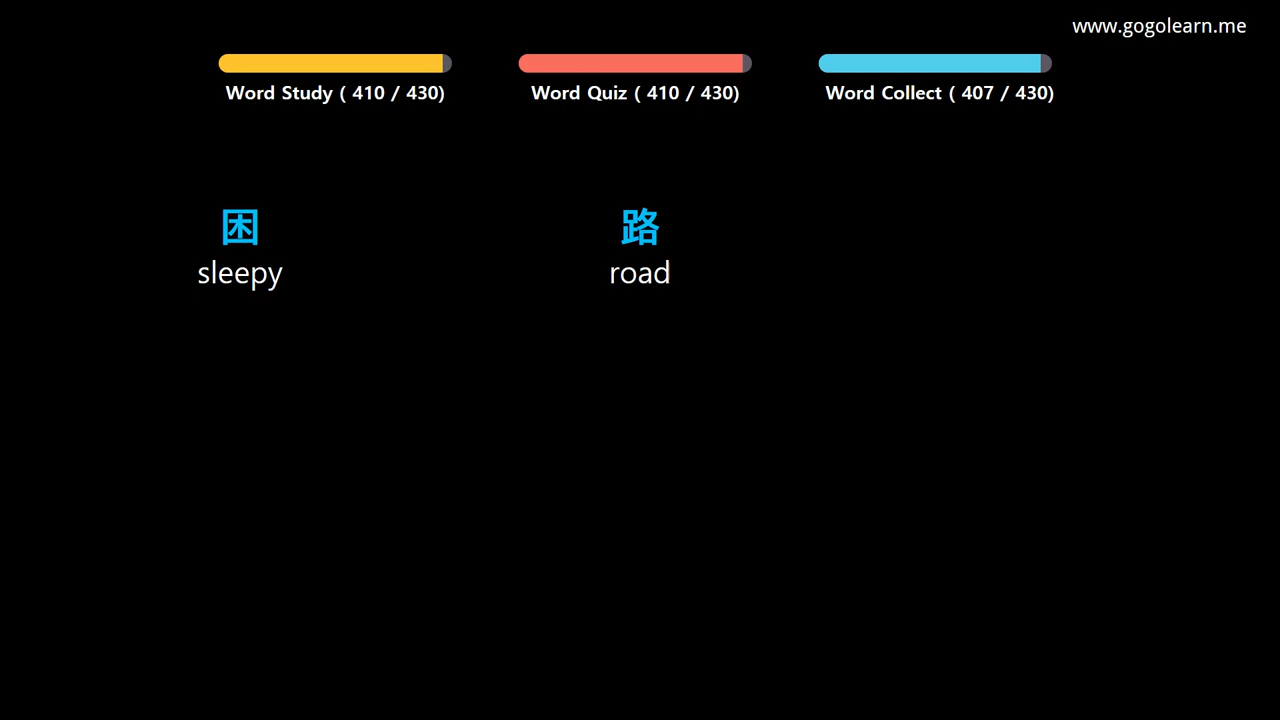 www.gogolearn.me
Word Study ( 410 / 430)
Word Quiz ( 410 / 430)
Word Collect ( 407 / 430)
困
sleepy
路
road